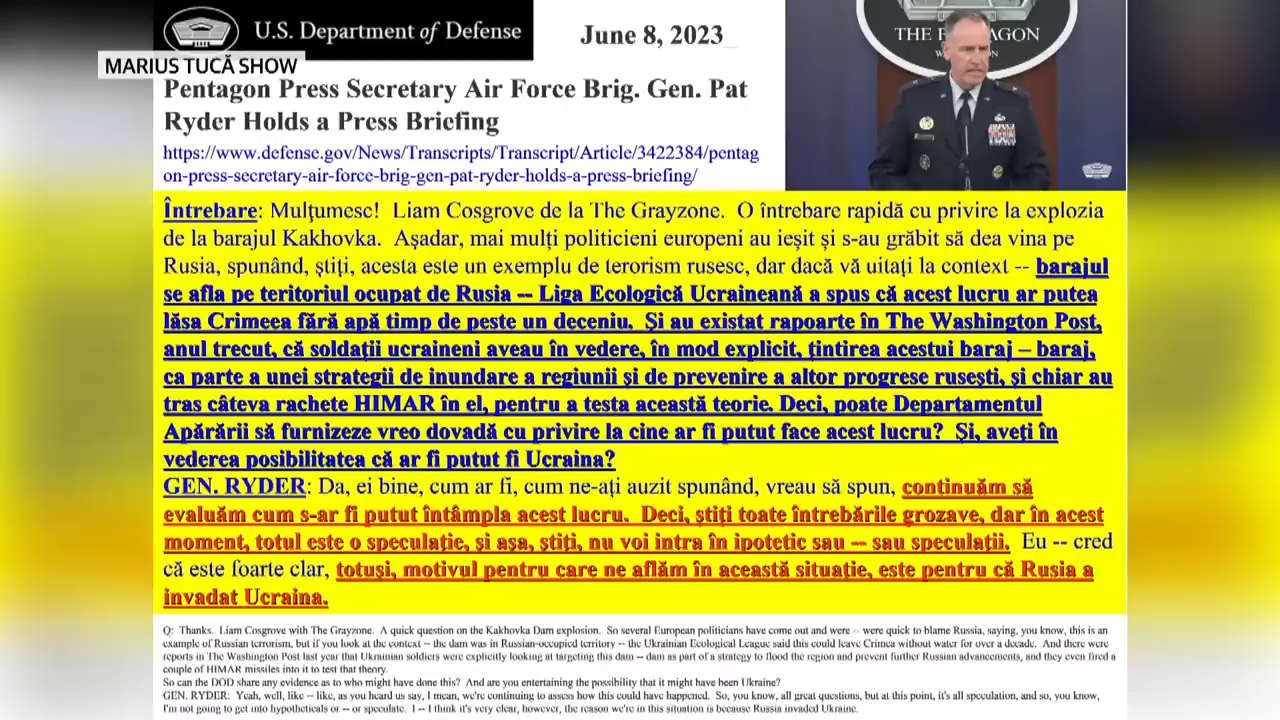 U.S. Department of Defense
June 8, 2023
THE PENTAGON
MARIUS TUCĂ SHOW
Pentagon Press Secretary Air Force Brig. Gen. Pat
Ryder Holds a Press Briefing
https://www.defense.gov/News/Transcripts/Transcript/Article/3422384/pentag
on-press-secretary-air-force-brig-gen-pat-ryder-holds-a-press-briefing/
Întrebare: Mulțumesc! Liam Cosgrove de la The Grayzone. O întrebare rapidă cu privire la explozia
de la barajul Kakhovka. Așadar, mai mulți politicieni europeni au ieșit și s-au grăbit să dea vina pe
Rusia, spunând, știți, acesta este un exemplu de terorism rusesc, dar dacă vă uitați la context -- barajul
se afla pe teritoriul ocupat de Rusia -- Liga Ecologică Ucraineană a spus că acest lucru ar putea
lăsa Crimeea fără apă timp de peste un deceniu. Și au existat rapoarte în The Washington Post,
anul trecut, că soldații ucraineni aveau în vedere, în mod explicit, țintirea acestui baraj – baraj,
ca parte a unei strategii de inundare a regiunii și de prevenire a altor progrese rusești, și chiar au
tras câteva rachete HIMAR în el, pentru a testa această teorie. Deci, poate Departamentul
Apărării să furnizeze vreo dovadă cu privire la cine ar fi putut face acest lucru? Și, aveți în
vederea posibilitatea că ar fi putut fi Ucraina?
GEN. RYDER: Da, ei bine, cum ar fi, cum ne-ați auzit spunând, vreau să spun, continuăm să
evaluăm cum s-ar fi putut întâmpla acest lucru. Deci, știți toate întrebările grozave, dar în acest
moment, totul este o speculație, și așa, știți, nu voi intra în ipotetic sau -- sau speculații. Eu -- cred
că este foarte clar, totuși, motivul pentru care ne aflăm în această situație, este pentru că Rusia a
invadat Ucraina.
Q: Thanks. Liam Cosgrove with The Grayzone. A quick question on the Kakhovka Dam explosion. So several European politicians have come out and were -- were quick to blame Russia, saying, you know, this is an
example of Russian terrorism, but if you look at the context -- the dam was in Russian-occupied territory -- the Ukrainian Ecological League said this could leave Crimea without water for over a decade. And there were
reports in The Washington Post last year that Ukrainian soldiers were explicitly looking at targeting this dam -- dam as part of a strategy to flood the region and prevent further Russian advancements, and they even fired a
couple of HIMAR missiles into it to test that theory.
So can the DOD share any evidence as to who might have done this? And are you entertaining the possibility that it might have been Ukraine?
GEN. RYDER: Yeah, well, like -- like, as you heard us say, I mean, we're continuing to assess how this could have happened. So, you know, all great questions, but at this point, it's all speculation, and so, you know,
I'm not going to get into hypotheticals or -- or speculate. I -- I think it's very clear, however, the reason we're in this situation is because Russia invaded Ukraine.